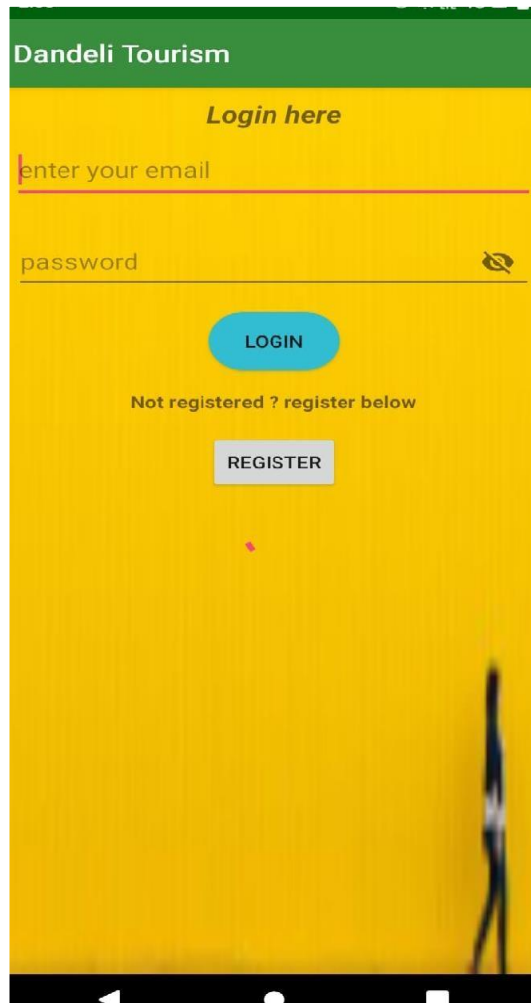 Dandeli Tourism
Login here
enter your email
password
LOGIN
Not registered ? register below
REGISTER